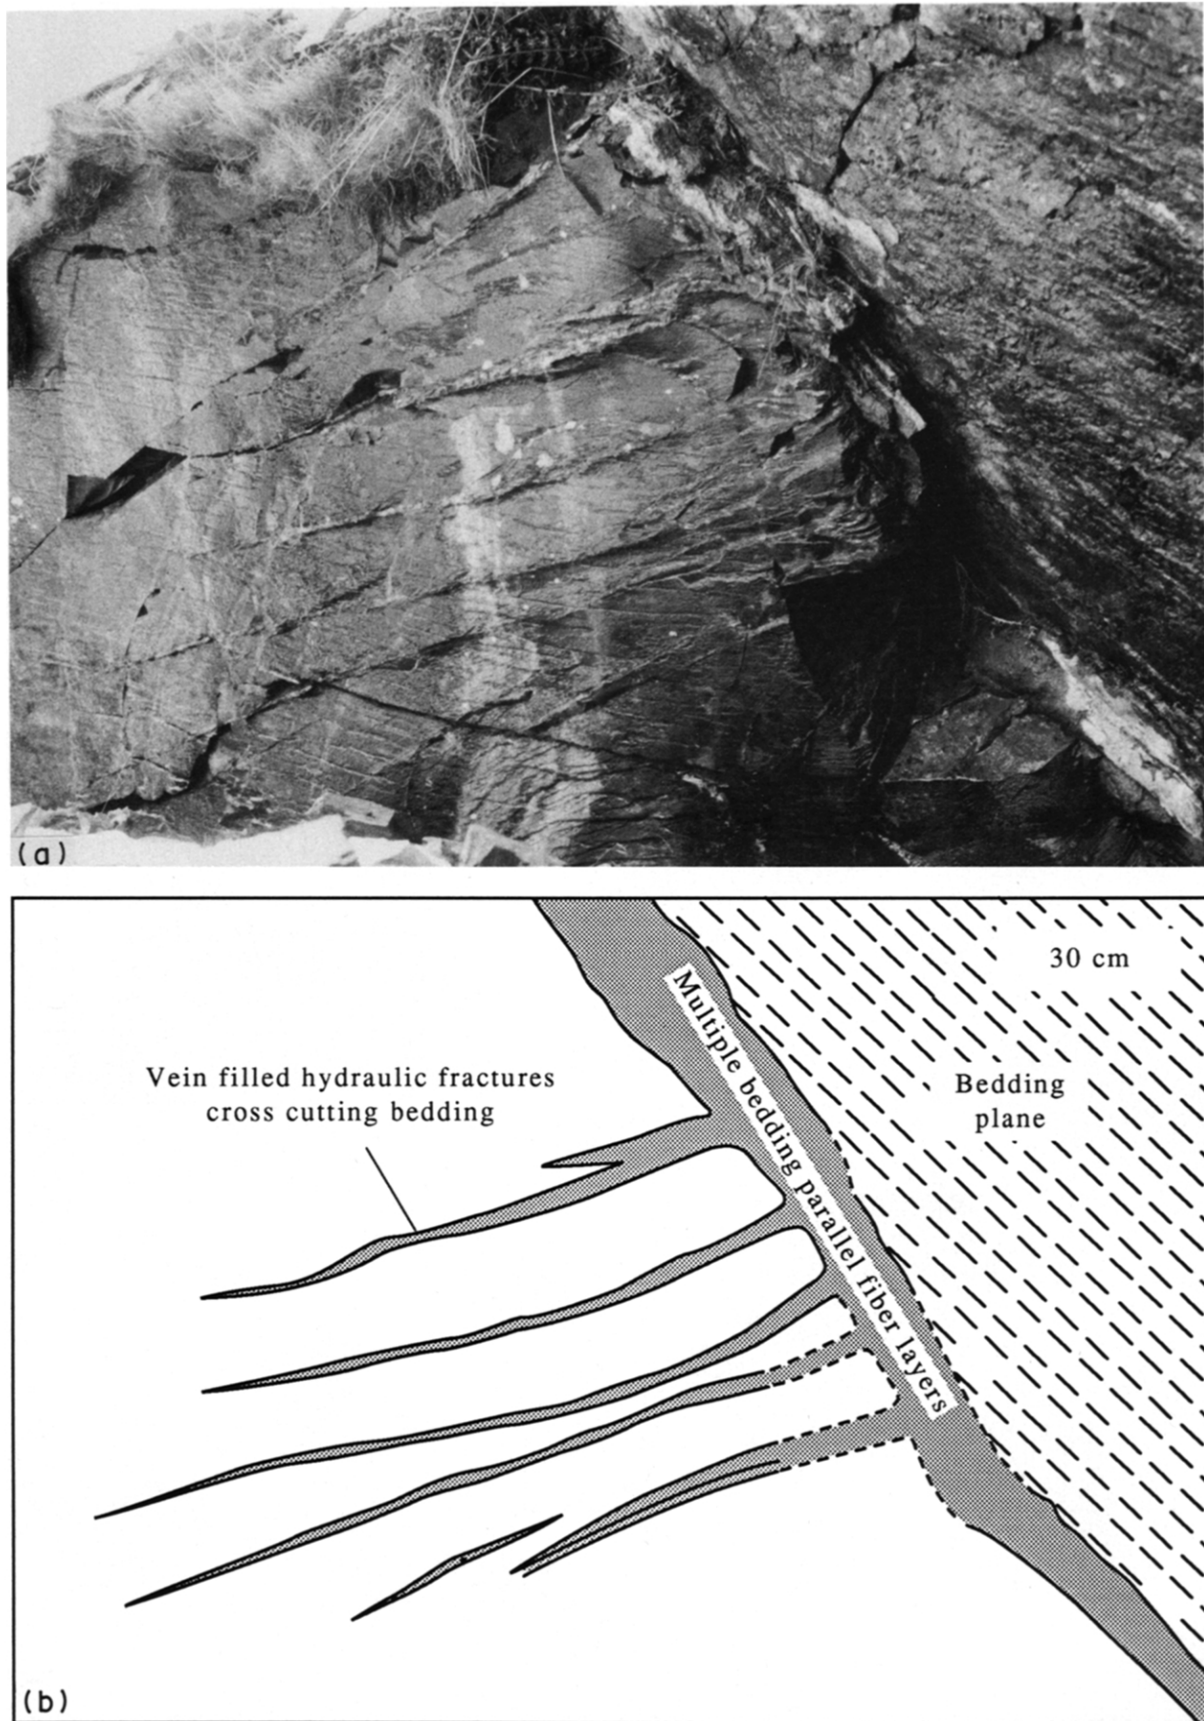 (a)
30 cm
Multiple bedding parallel fiber layers
Vein filled hydraulic fractures
cross cutting bedding
Bedding
plane
(b)